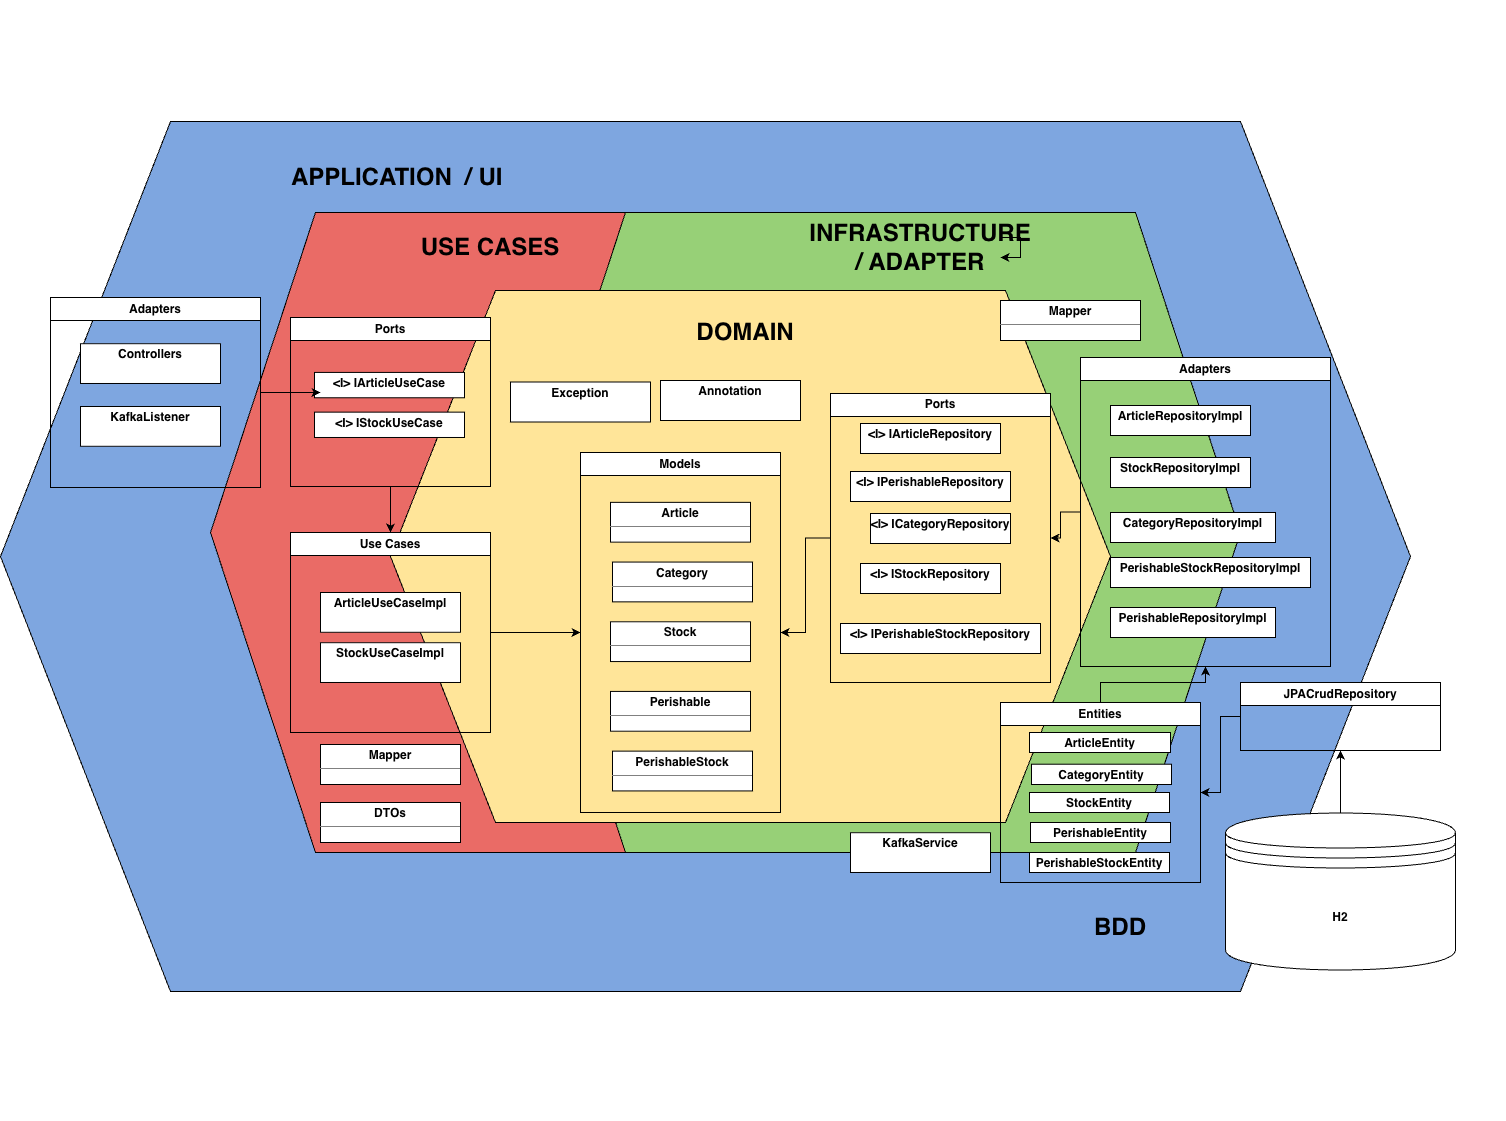 APPLICATION / UI
USE CASES
INFRASTRUCTURE
/ ADAPTER
DOMAIN
Adapters
Controllers
KafkaListener
Ports
<I> IArticleUseCase
<I> IStockUseCase
Use Cases
ArticleUseCaseImpl
StockUseCaseImpl
Mapper
DTOs
Exception
Annotation
Models
Article
Category
Stock
Perishable
PerishableStock
Ports
<I> IArticleRepository
<I> IPerishableRepository
<I> ICategoryRepository
<I> IStockRepository
<I> IPerishableStockRepository
Mapper
Adapters
ArticleRepositoryImpl
StockRepositoryImpl
CategoryRepositoryImpl
PerishableStockRepositoryImpl
PerishableRepositoryImpl
Entities
ArticleEntity
CategoryEntity
StockEntity
PerishableEntity
PerishableStockEntity
KafkaService
JPACrudRepository
H2
BDD